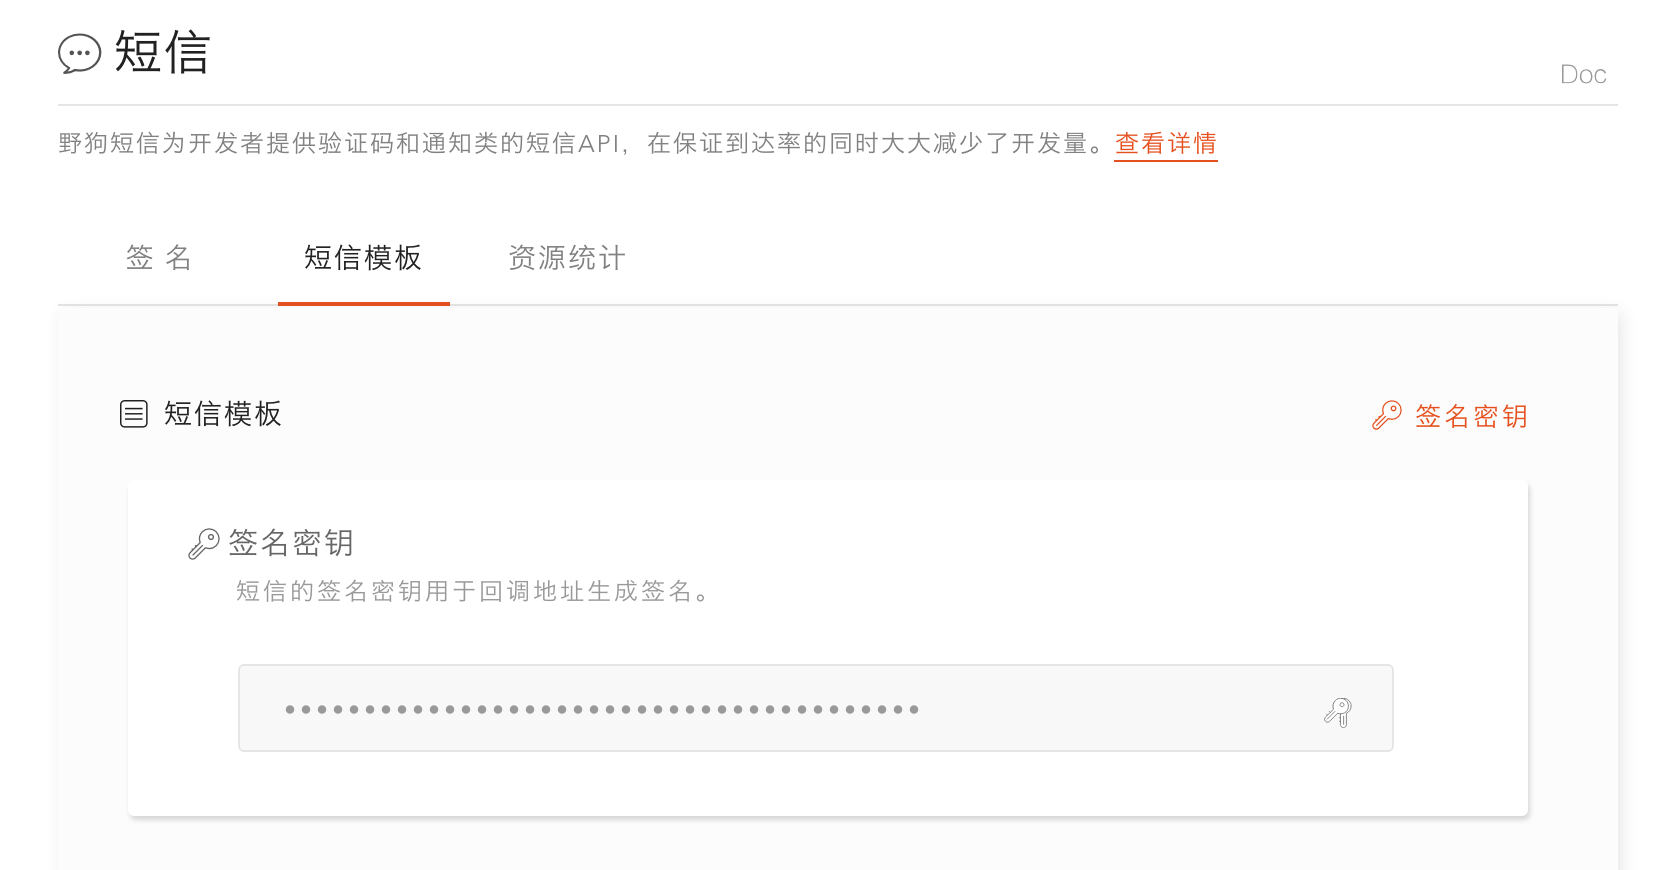 短信
Doc
野狗短信为开发者提供验证码和通知类的短信API，在保证到达率的同时大大减少了开发量。查看详情
签 名
短信模板
资源统计
短信模板
签名密钥
签名密钥
短信的签名密钥用于回调地址生成签名。